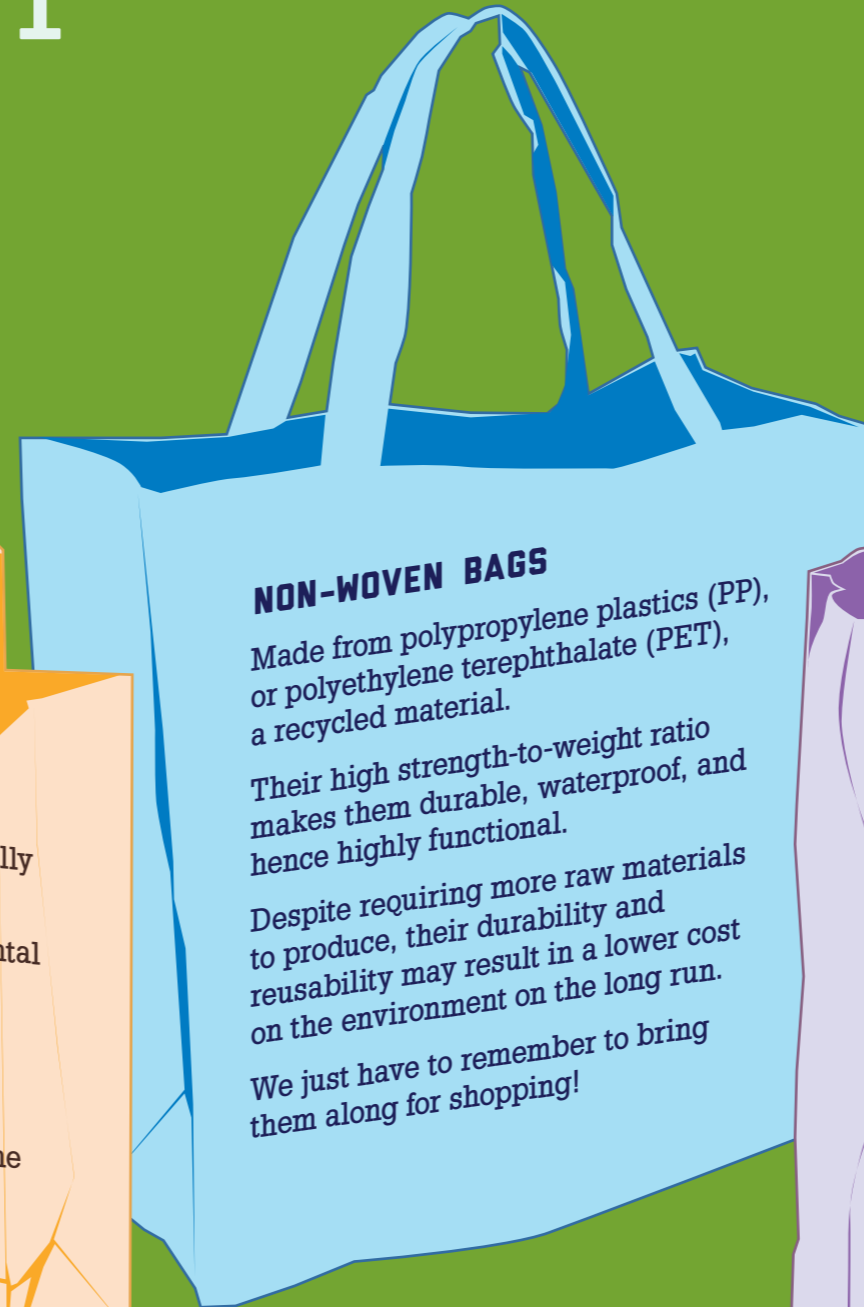 1
NON-WOVEN BAGS
Made from polypropylene plastics (PP),
or polyethylene terephthalate (PET),
a recycled material.
Their high strength-to-weight ratio
makes them durable, waterproof, and
hence highly functional.
Despite requiring more raw materials
to produce, their durability and
reusability may result in a lower cost
on the environment on the long run.
We just have to remember to bring
them along for shopping!
lly
ntal